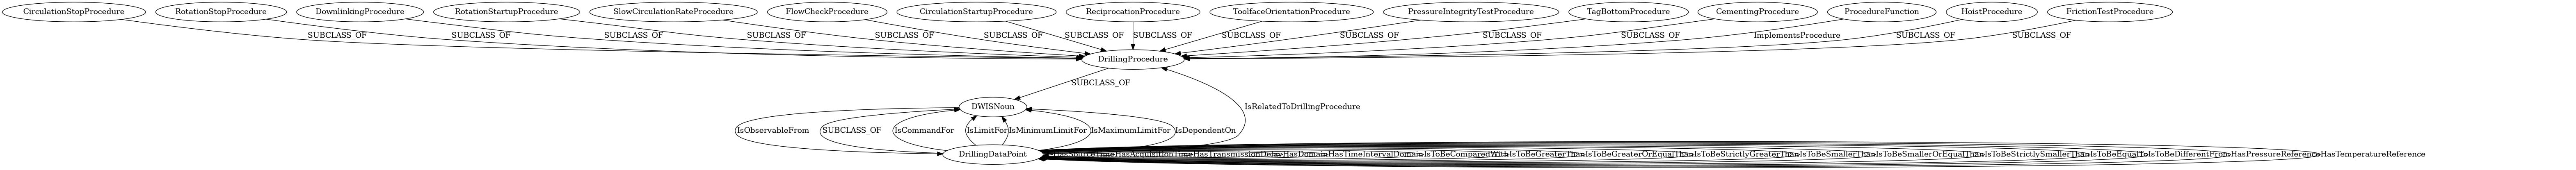 CirculationStopProcedure RotationStopProcedure DownlinkingProcedure RotationStartupProcedure SlowCirculationRateProcedure FlowCheckProcedure CirculationStartupProcedure ReciprocationProcedure ToolfaceOrientationProcedure PressureIntegrityTestProcedure TagBottomProcedure CementingProcedure ProcedureFunction HoistProcedure FrictionTestProcedure
SUBCLASS_OF SUBCLASS_OF SUBCLASS_OF SUBCLASS_OF SUBCLASS_OF SUBCLASS_OF SUBCLASS_OF SUBCLASS_OF SUBCLASS_OF SUBCLASS_OF SUBCLASS_OF SUBCLASS_OF ImplementsProcedure SUBCLASS_OF SUBCLASS_OF
DrillingProcedure
SUBCLASS_OF
DWISNoun IsRelatedToDrillingProcedure
IsObservableFrom SUBCLASS_OF IsCommandFor IsLimitFor IsMinimumLimitFor IsMaximumLimitFor IsDependentOn
DrillingDataPoint HasAcquisitionTime HasTransmissionDelay HasDomain HasTimeIntervalDomain IsToBeComparedWith IsToBeGreaterThan IsToBeGreaterOrEqualThan IsToBeStrictlyGreaterThan IsToBeSmallerThan IsToBeSmallerOrEqualThan IsToBeStrictlySmallerThan IsToBeEqualTo IsToBeDifferentFrom HasPressureReference HasTemperatureReference